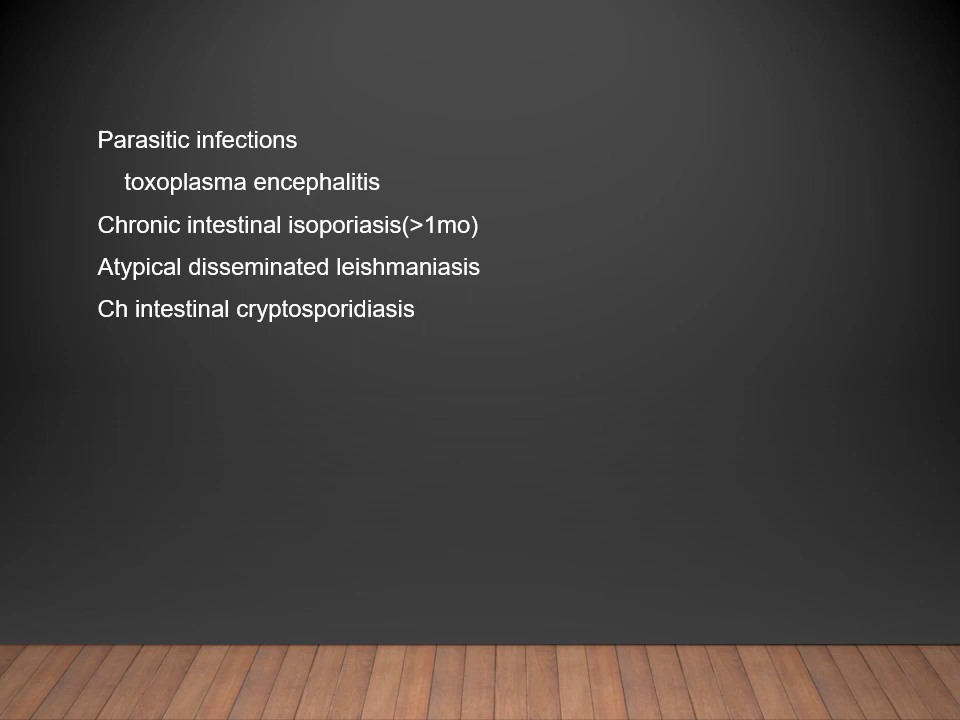 Parasitic infections
toxoplasma encephalitis
Chronic intestinal isoporiasis(>1mo)
Atypical disseminated leishmaniasis
Ch intestinal cryptosporidiasis